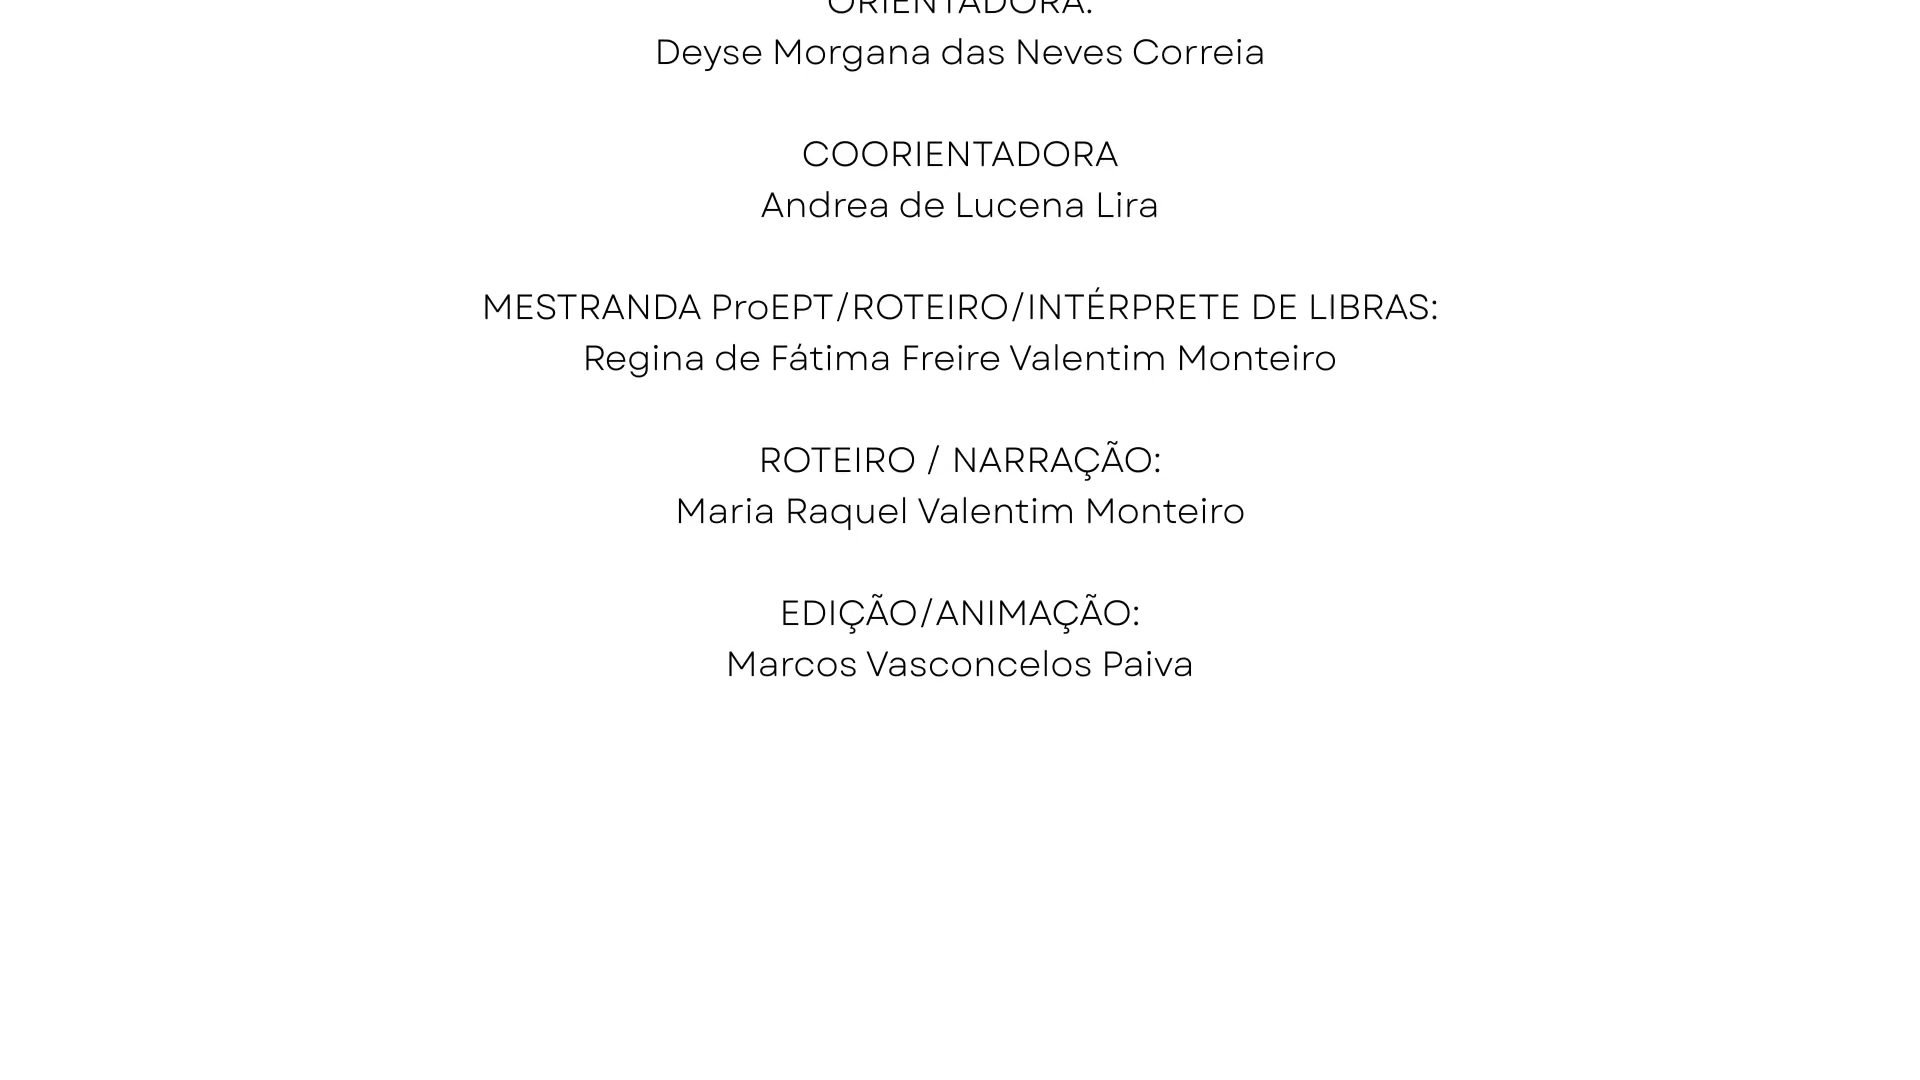 ORIENTADORA:
Deyse Morgana das Neves Correia
COORIENTADORA
Andrea de Lucena Lira
MESTRANDA ProEPT/ROTEIRO/INTÉRPRETE DE LIBRAS:
Regina de Fátima Freire Valentim Monteiro
ROTEIRO / NARRAÇÃO:
Maria Raquel Valentim Monteiro
EDIÇÃO/ANIMAÇÃO:
Marcos Vasconcelos Paiva